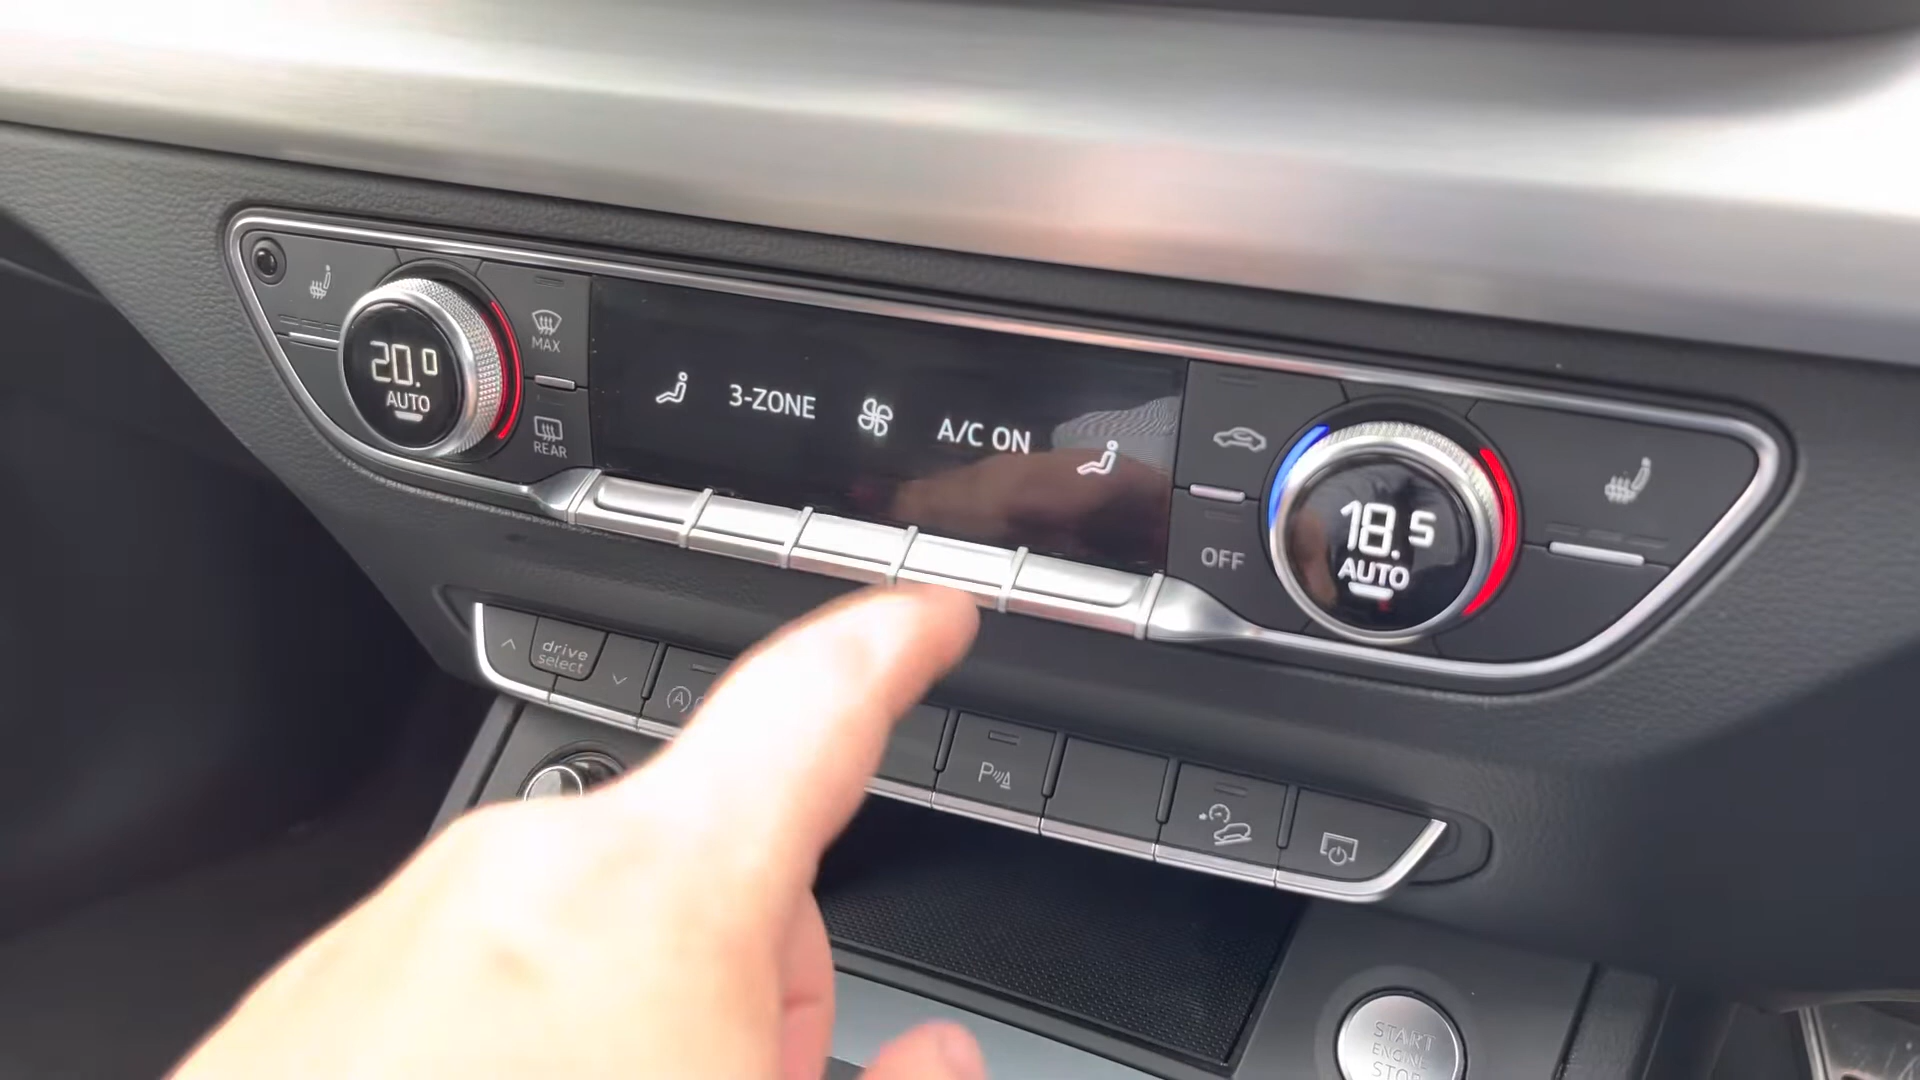 20.0
AUTO
MAX
REAR
3-ZONE
A/C ON
OFF
18.5
AUTO
drive
select
(A)
P
START
ENGINE
STOP